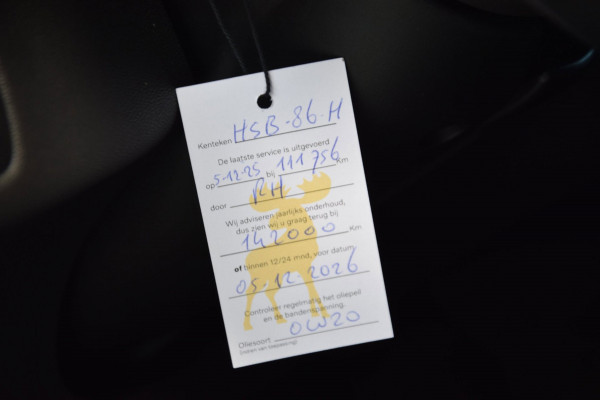 Kenteken HSB-86-H
De laatste service is uitgevoerd
op 5-12-25 bij 111 756 Km
door RH
Wij adviseren jaarlijks onderhoud,
dus zien wij u graag terug bij
142000 Km
of binnen 12/24 mnd, voor datum
05.12.2026
Controleer regelmatig het oliepeil
en de bandenspanning.
Oliesoort 0W20